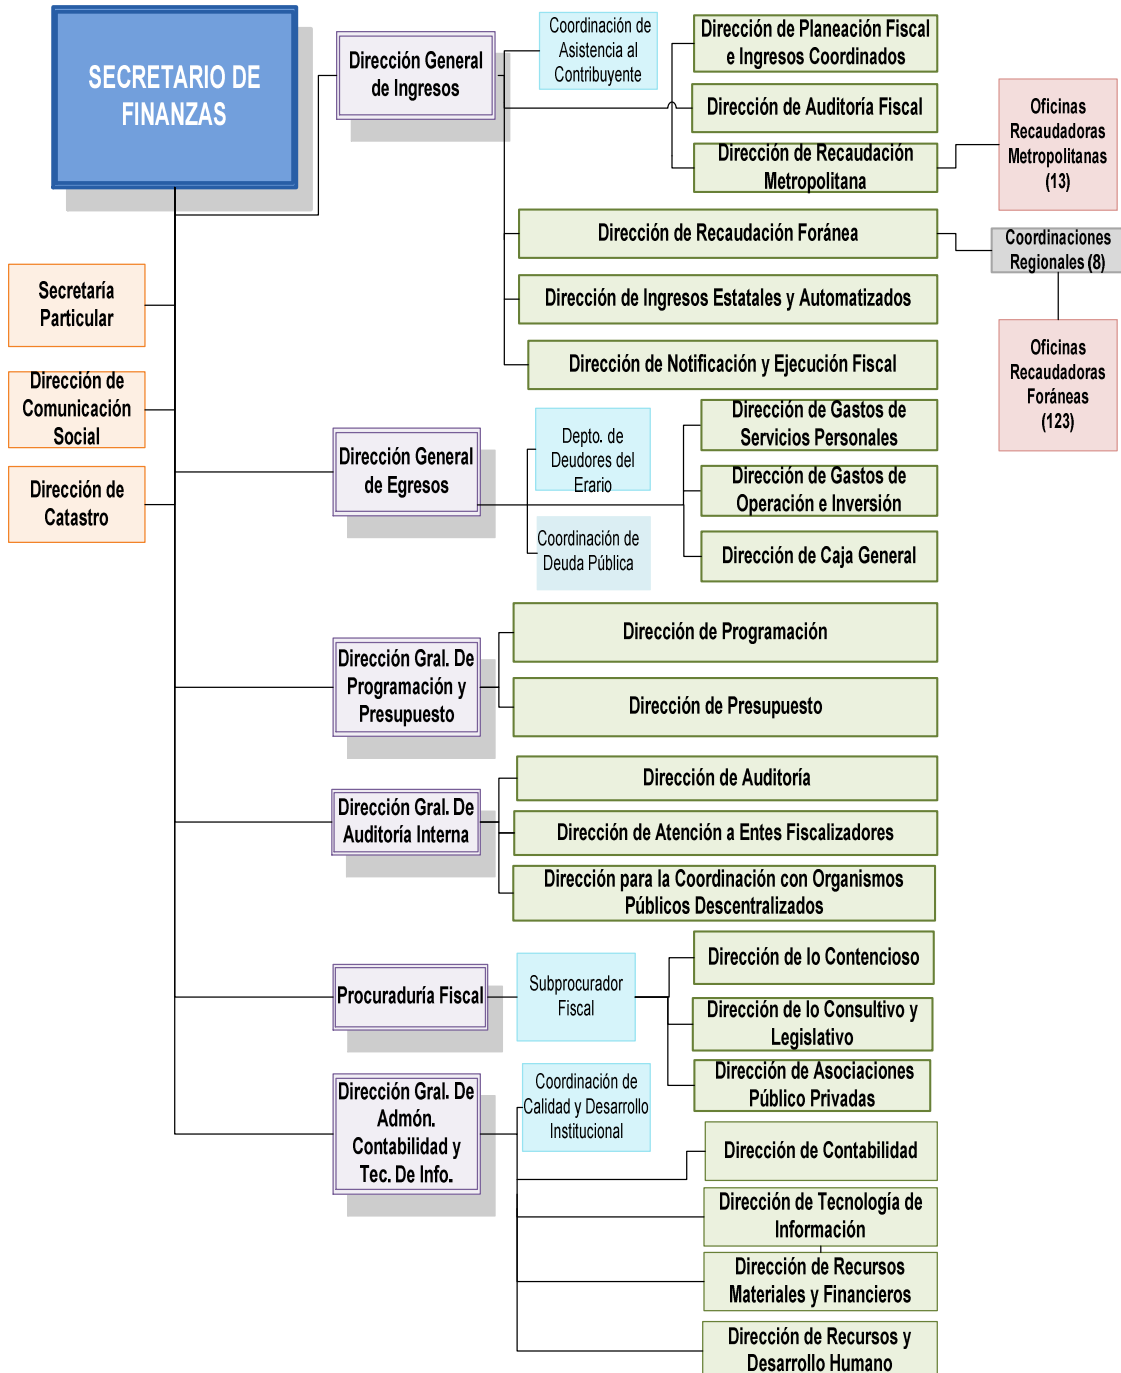 SECRETARIO DE
FINANZAS
Dirección General
de Ingresos
Coordinación de
Asistencia al
Contribuyente
Dirección de Planeación Fiscal
e Ingresos Coordinados
Dirección de Auditoría Fiscal
Dirección de Recaudación
Metropolitana
Oficinas
Recaudadoras
Metropolitanas
(13)
Dirección de Recaudación Foránea
Coordinaciones
Regionales (8)
Dirección de Ingresos Estatales y Automatizados
Dirección de Notificación y Ejecución Fiscal
Oficinas
Recaudadoras
Foráneas
(123)
Secretaría
Particular
Dirección de
Comunicación
Social
Dirección de
Catastro
Dirección General
de Egresos
Depto. de
Deudores del
Erario
Coordinación de
Deuda Pública
Dirección de Gastos de
Servicios Personales
Dirección de Gastos de
Operación e Inversión
Dirección de Caja General
Dirección Gral. De
Programación y
Presupuesto
Dirección de Programación
Dirección de Presupuesto
Dirección Gral. De
Auditoría Interna
Dirección de Auditoría
Dirección de Atención a Entes Fiscalizadores
Dirección para la Coordinación con Organismos
Públicos Descentralizados
Procuraduría Fiscal
Subprocurador
Fiscal
Dirección de lo Contencioso
Dirección de lo Consultivo y
Legislativo
Dirección de Asociaciones
Público Privadas
Dirección Gral. De
Admón.
Contabilidad y
Tec. De Info.
Coordinación de
Calidad y Desarrollo
Institucional
Dirección de Contabilidad
Dirección de Tecnología de
Información
Dirección de Recursos
Materiales y Financieros
Dirección de Recursos y
Desarrollo Humano